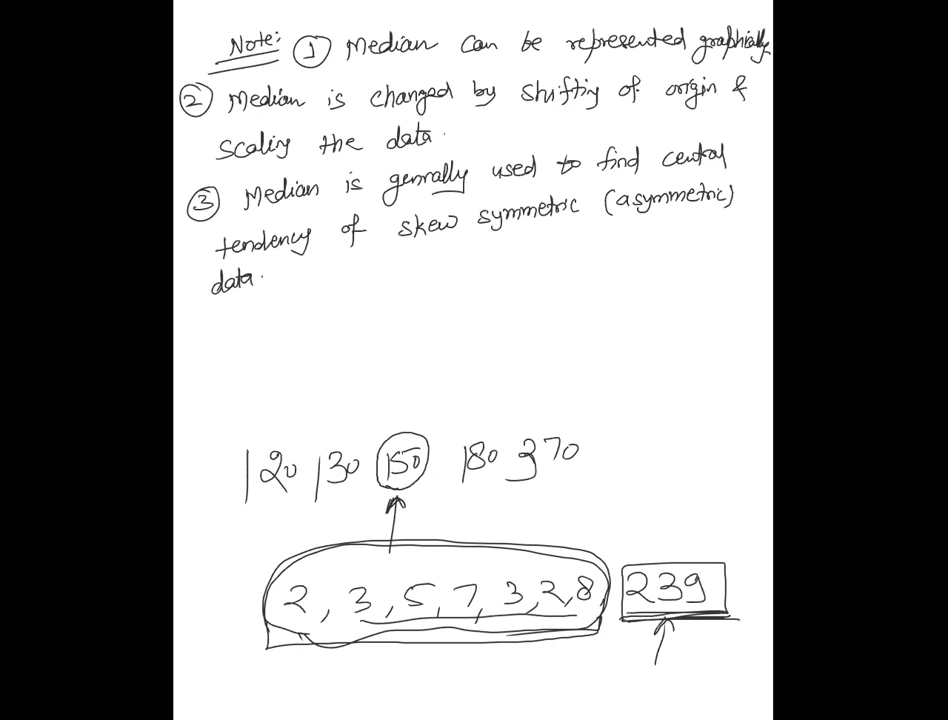 Note: ① Median can be represented graphially
② Median is changed by shifting of origin &
scaling the data.
③ Median is genrally used to find central
tendency of skew symmetric (asymmetric)
data.
120 130 150 180 370
2, 3, 5, 7, 3, 2, 8 239